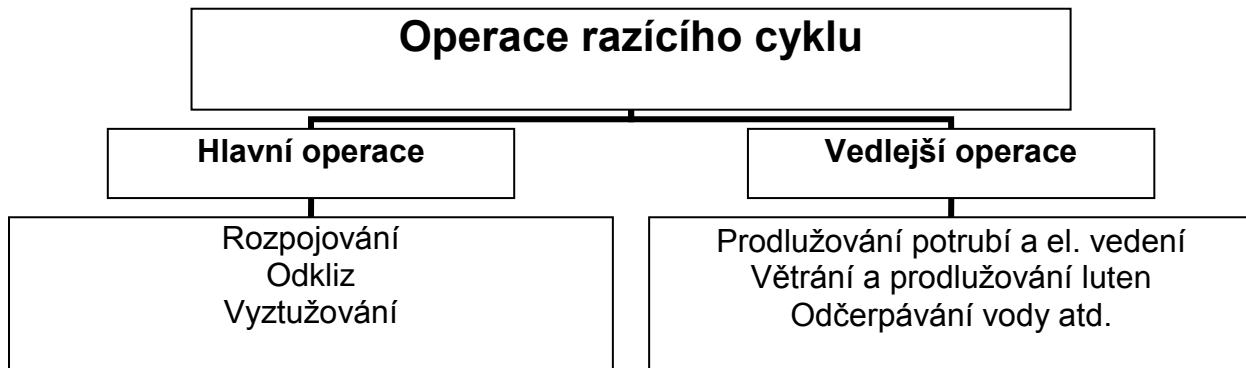 Operace razícího cyklu
Hlavní operace
Vedlejší operace
Rozpojování
Odkliz
Vyztužování
Prodlužování potrubí a el. vedení
Větrání a prodlužování luten
Odčerpávání vody atd.